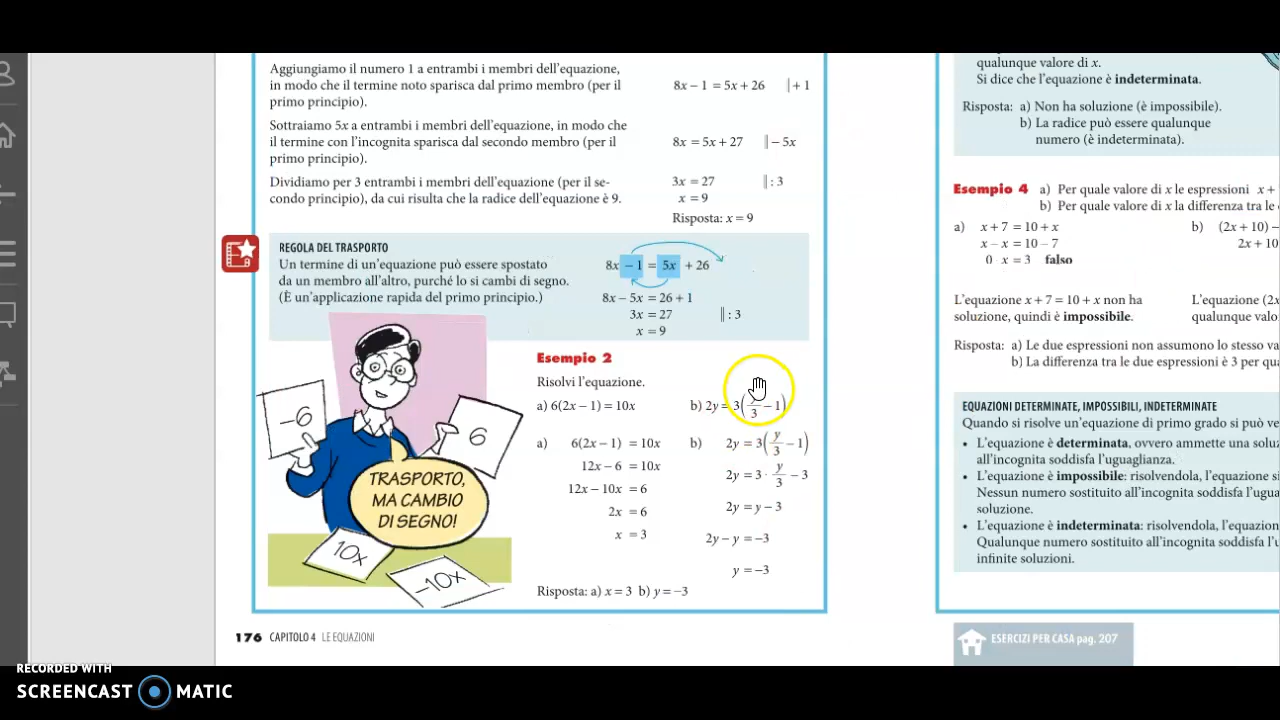 Aggiungiamo il numero 1 a entrambi i membri dell'equazione,
in modo che il termine noto sparisca dal primo membro (per il
primo principio).
8x − 1 = 5x + 26 ‖ + 1
Sottraiamo 5x a entrambi i membri dell'equazione, in modo che
il termine con l'incognita sparisca dal secondo membro (per il
primo principio).
8x = 5x + 27 ‖ − 5x
Dividiamo per 3 entrambi i membri dell'equazione (per il se-
condo principio), da cui risulta che la radice dell'equazione è 9.
3x = 27 ‖ : 3
x = 9
Risposta: x = 9
REGOLA DEL TRASPORTO
Un termine di un'equazione può essere spostato
da un membro all'altro, purché lo si cambi di segno.
(È un'applicazione rapida del primo principio.)
8x − 1 = 5x + 26
8x − 5x = 26 + 1
3x = 27 ‖ : 3
x = 9
−6
6
TRASPORTO,
MA CAMBIO
DI SEGNO!
10x
−10x
Esempio 2
Risolvi l'equazione.
a) 6(2x − 1) = 10x b) 2y = 3(y/3 − 1)
a) 6(2x − 1) = 10x
12x − 6 = 10x
12x − 10x = 6
2x = 6
x = 3
b) 2y = 3(y/3 − 1)
2y = 3 · y/3 − 3
2y = y − 3
2y − y = −3
y = −3
Risposta: a) x = 3 b) y = −3
176 CAPITOLO 4 LE EQUAZIONI
qualunque valore di x.
Si dice che l'equazione è indeterminata.
Risposta: a) Non ha soluzione (è impossibile).
b) La radice può essere qualunque
numero (è indeterminata).
Esempio 4 a) Per quale valore di x le espressioni x +
b) Per quale valore di x la differenza tra le
a) x + 7 = 10 + x
x − x = 10 − 7
0 · x = 3 falso
b) (2x + 10) −
2x + 10
L'equazione x + 7 = 10 + x non ha
soluzione, quindi è impossibile.
L'equazione (2x
qualunque valo
Risposta: a) Le due espressioni non assumono lo stesso va
b) La differenza tra le due espressioni è 3 per qu
EQUAZIONI DETERMINATE, IMPOSSIBILI, INDETERMINATE
Quando si risolve un'equazione di primo grado si può ve
• L'equazione è determinata, ovvero ammette una solu
all'incognita soddisfa l'uguaglianza.
• L'equazione è impossibile: risolvendola, l'equazione si
Nessun numero sostituito all'incognita soddisfa l'ugua
soluzione.
• L'equazione è indeterminata: risolvendola, l'equazion
Qualunque numero sostituito all'incognita soddisfa l'u
infinite soluzioni.
ESERCIZI PER CASA pag. 207
RECORDED WITH
SCREENCAST MATIC